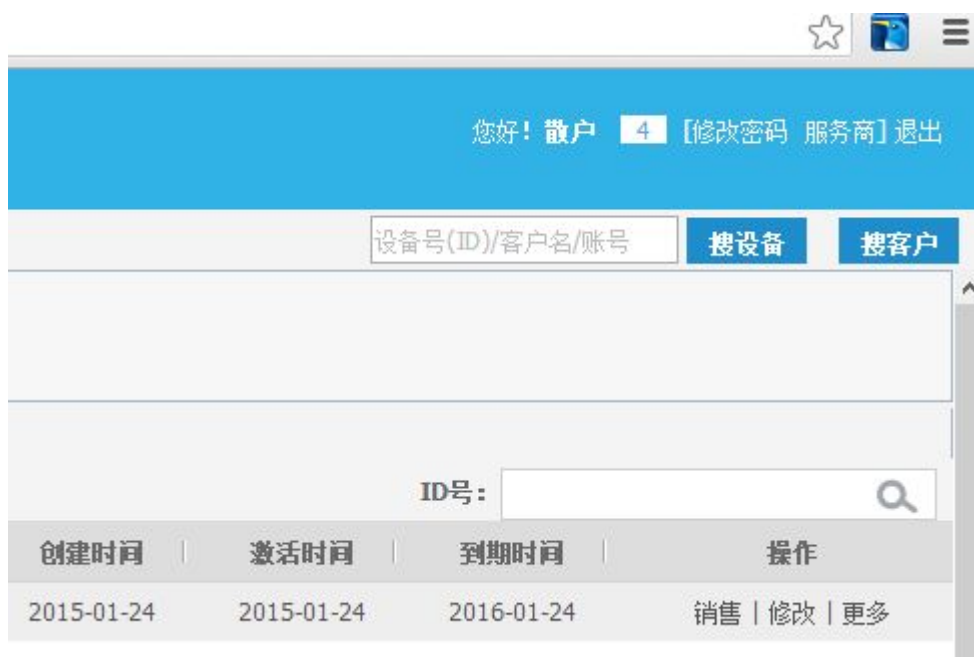 您好！散户 4 [修改密码 服务商] 退出
设备号(ID)/客户名/账号 搜设备 搜客户
ID号：
创建时间 激活时间 到期时间 操作
2015-01-24 2015-01-24 2016-01-24 销售 | 修改 | 更多